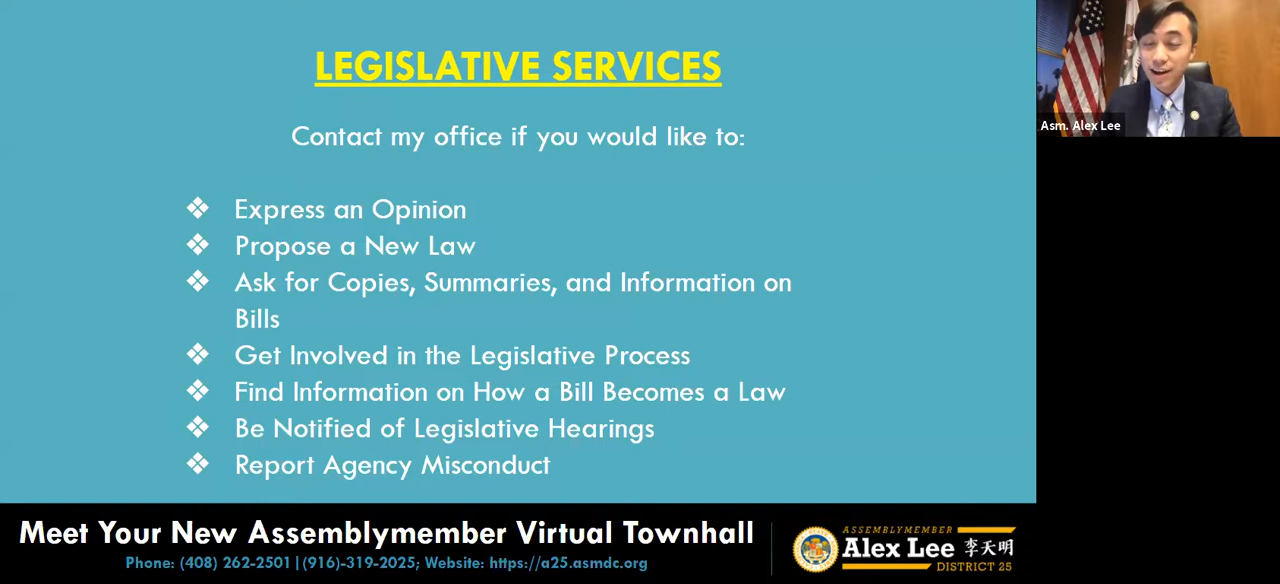 LEGISLATIVE SERVICES
Contact my office if you would like to:
❖ Express an Opinion
❖ Propose a New Law
❖ Ask for Copies, Summaries, and Information on
Bills
❖ Get Involved in the Legislative Process
❖ Find Information on How a Bill Becomes a Law
❖ Be Notified of Legislative Hearings
❖ Report Agency Misconduct
Asm. Alex Lee
Meet Your New Assemblymember Virtual Townhall
Phone: (408) 262-2501|(916)-319-2025; Website: https://a25.asmdc.org
ASSEMBLYMEMBER
Alex Lee 李天明
DISTRICT 25